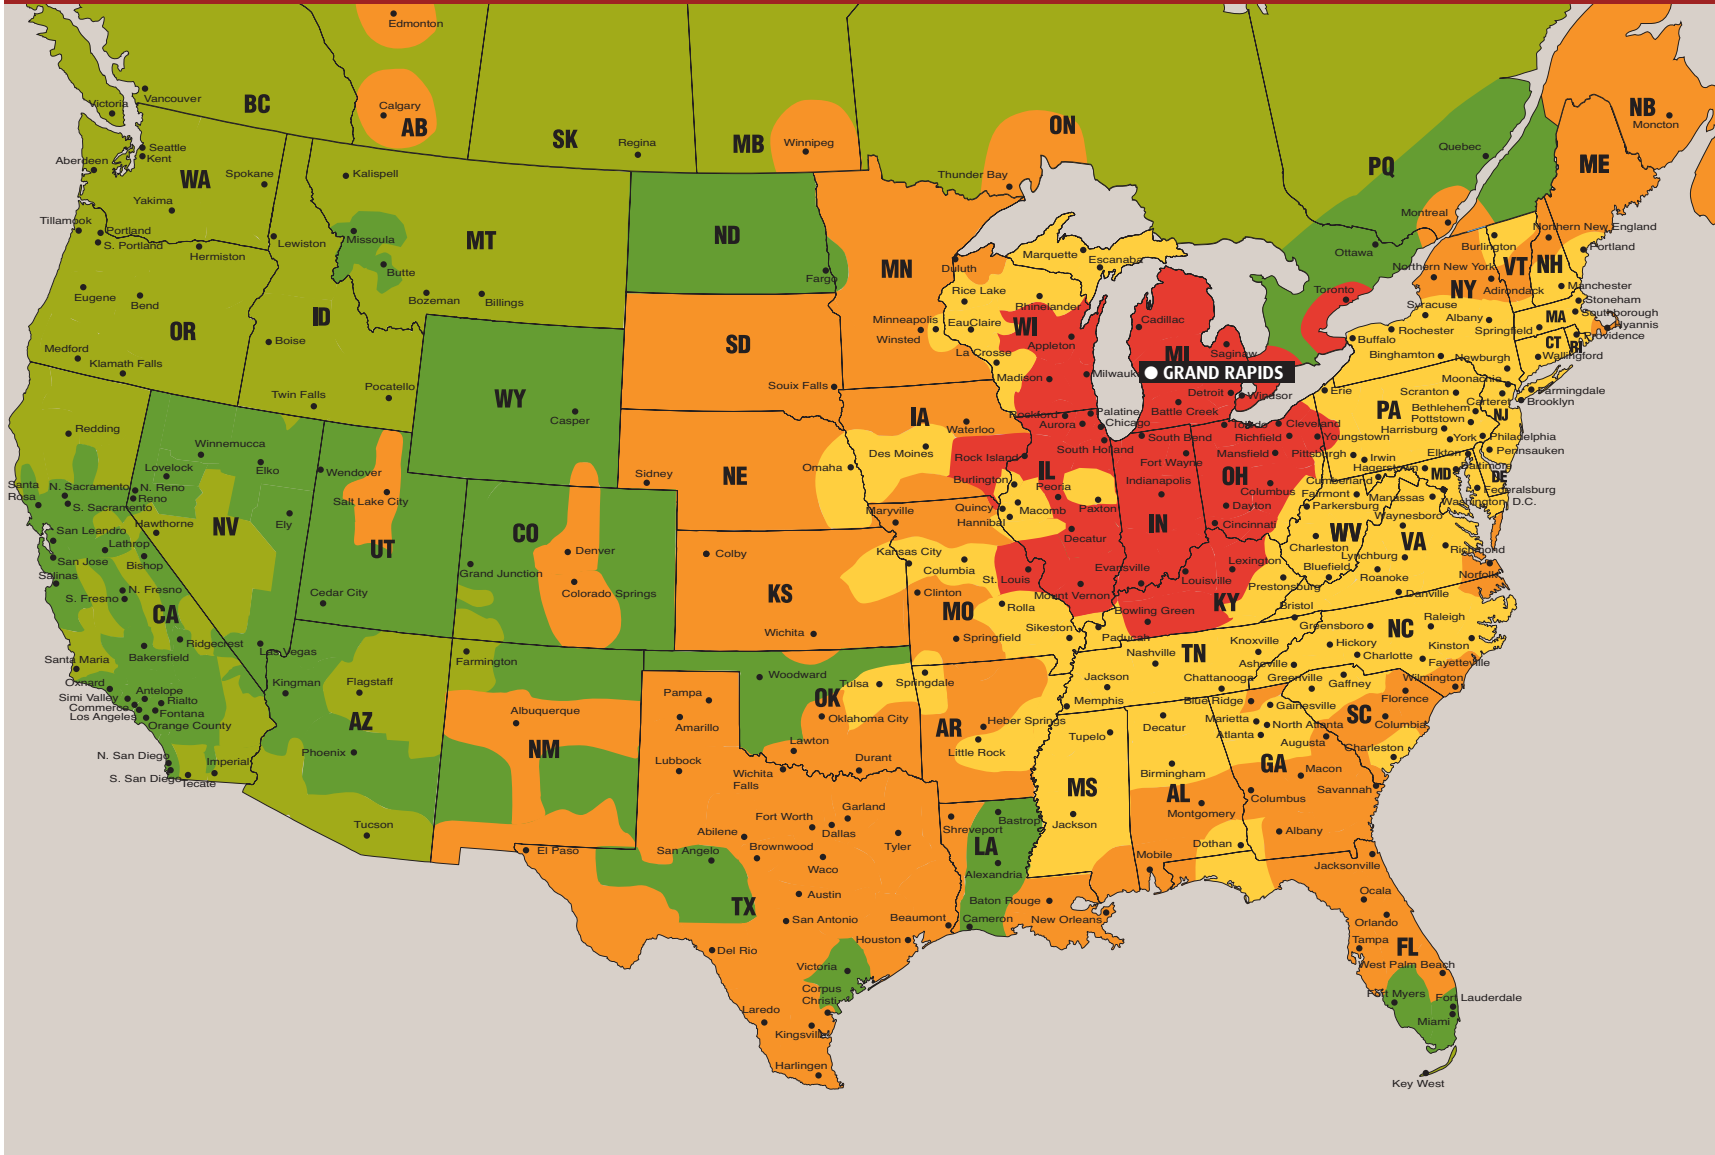 Edmonton
Vancouver
Victoria
BC
Calgary
AB
SK
Regina
MB
Winnipeg
ON
Thunder Bay
PQ
Quebec
NB
Moncton
ME
Montreal
Ottawa
Toronto
Seattle
Kent
Aberdeen
WA
Spokane
Yakima
Tillamook
Portland
S. Portland
Hermiston
Lewiston
Kalispell
Missoula
MT
Butte
Bozeman
Billings
ND
Fargo
MN
Duluth
Marquette
Escanaba
Rice Lake
Rhinelander
Minneapolis
EauClaire
WI
Winsted
La Crosse
Appleton
Madison
Milwauk
Cadillac
MI
Saginaw
GRAND RAPIDS
Detroit
Windsor
Battle Creek
Northern New England
Burlington
Portland
Northern New York
VT
NH
NY
Adirondack
Manchester
Stoneham
Syracuse
Southborough
Albany
MA
Hyannis
Rochester
Springfield
Providence
Buffalo
CT
RI
Binghamton
Newburgh
Wallingford
Moonachie
Erie
Scranton
Farmingdale
Carteret
Brooklyn
PA
Bethlehem
NJ
Pottstown
Harrisburg
York
Philadelphia
Pennsauken
Elkton
Irwin
Hagerstown
MD
Baltimore
DE
Cumberland
Federalsburg
Fairmont
Manassas
Washington, D.C.
Parkersburg
Waynesboro
WV
VA
Charleston
Lynchburg
Richmond
Bluefield
Roanoke
Norfolk
Danville
Eugene
Bend
OR
Medford
Klamath Falls
ID
Boise
Twin Falls
Pocatello
WY
Casper
SD
Souix Falls
IA
Waterloo
Des Moines
Omaha
NE
Sidney
Rockford
Palatine
Aurora
Chicago
South Holland
Rock Island
IL
Burlington
Peoria
Macomb
Paxton
Quincy
Hannibal
Decatur
South Bend
Fort Wayne
Indianapolis
IN
Evansville
Toledo
Cleveland
Richfield
Youngstown
Mansfield
Pittsburgh
OH
Columbus
Dayton
Cincinnati
Lexington
Louisville
KY
Prestonsburg
Bowling Green
Paducah
Redding
Winnemucca
Lovelock
Elko
Wendover
Salt Lake City
Santa
Rosa
N. Sacramento
N. Reno
Reno
S. Sacramento
Hawthorne
NV
Ely
UT
San Leandro
Lathrop
San Jose
Bishop
Salinas
N. Fresno
S. Fresno
CA
Cedar City
Ridgecrest
Bakersfield
Las Vegas
Santa Maria
Oxnard
Antelope
Simi Valley
Rialto
Commerce
Fontana
Los Angeles
Orange County
N. San Diego
Imperial
S. San Diego
Tecate
Kingman
Flagstaff
AZ
Phoenix
Tucson
CO
Denver
Grand Junction
Colorado Springs
Farmington
Albuquerque
NM
El Paso
Colby
KS
Wichita
Maryville
Kansas City
Columbia
St. Louis
Clinton
MO
Rolla
Mount Vernon
Springfield
Sikeston
Woodward
Tulsa
OK
Oklahoma City
Lawton
Durant
Springdale
AR
Heber Springs
Little Rock
Pampa
Amarillo
Lubbock
Wichita
Falls
Garland
Fort Worth
Dallas
Abilene
Tyler
Brownwood
San Angelo
Waco
TX
Austin
San Antonio
Beaumont
Houston
Del Rio
Victoria
Corpus
Christi
Laredo
Kingsville
Harlingen
Shreveport
Bastrop
LA
Alexandria
Baton Rouge
Cameron
New Orleans
Bristol
Greensboro
Raleigh
NC
Hickory
Kinston
Charlotte
Fayetteville
Knoxville
TN
Nashville
Asheville
Jackson
Chattanooga
Greenville
Gaffney
Wilmington
Memphis
Blue Ridge
Gainesville
Florence
SC
Marietta
North Atlanta
Columbia
Atlanta
Augusta
Charleston
Tupelo
Decatur
GA
Macon
Birmingham
MS
AL
Columbus
Savannah
Montgomery
Jackson
Albany
Dothan
Mobile
Jacksonville
Ocala
Orlando
Tampa
FL
West Palm Beach
Fort Myers
Fort Lauderdale
Miami
Key West